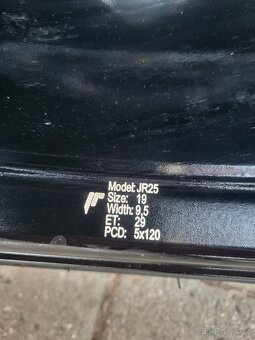 Model: JR25
Size: 19
Width: 9,5
ET: 29
PCD: 5x120